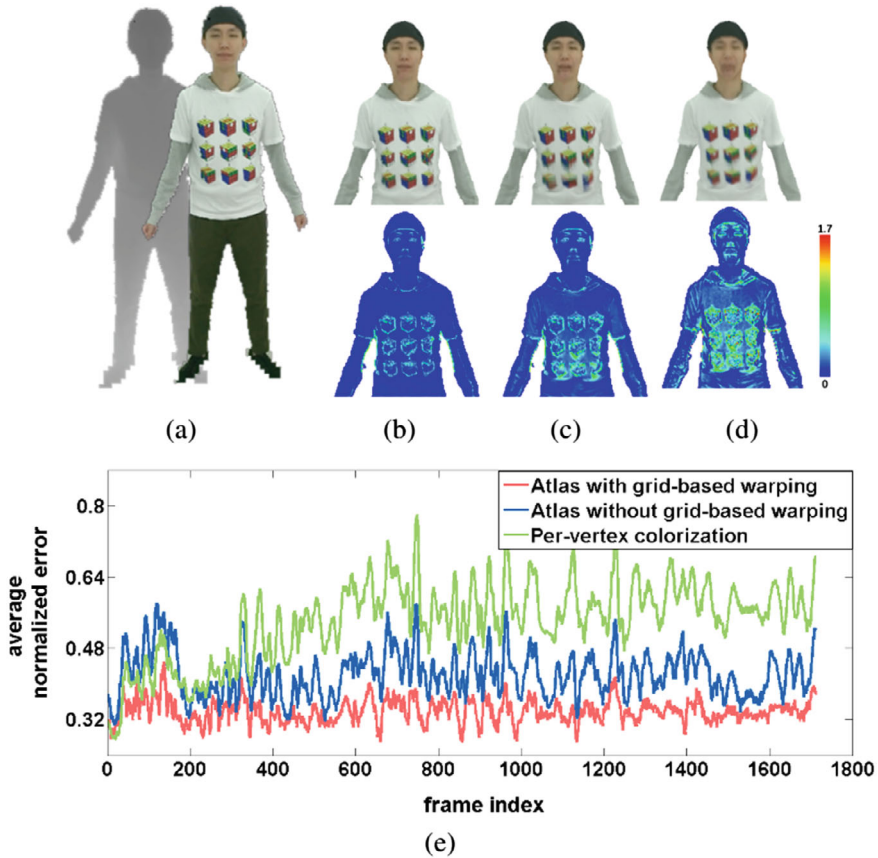 1.7
0
(a)
(b)
(c)
(d)
Atlas with grid-based warping
Atlas without grid-based warping
Per-vertex colorization
average
normalized error
0.8
0.64
0.48
0.32
0
200
400
600
800
1000
1200
1400
1600
1800
frame index
(e)